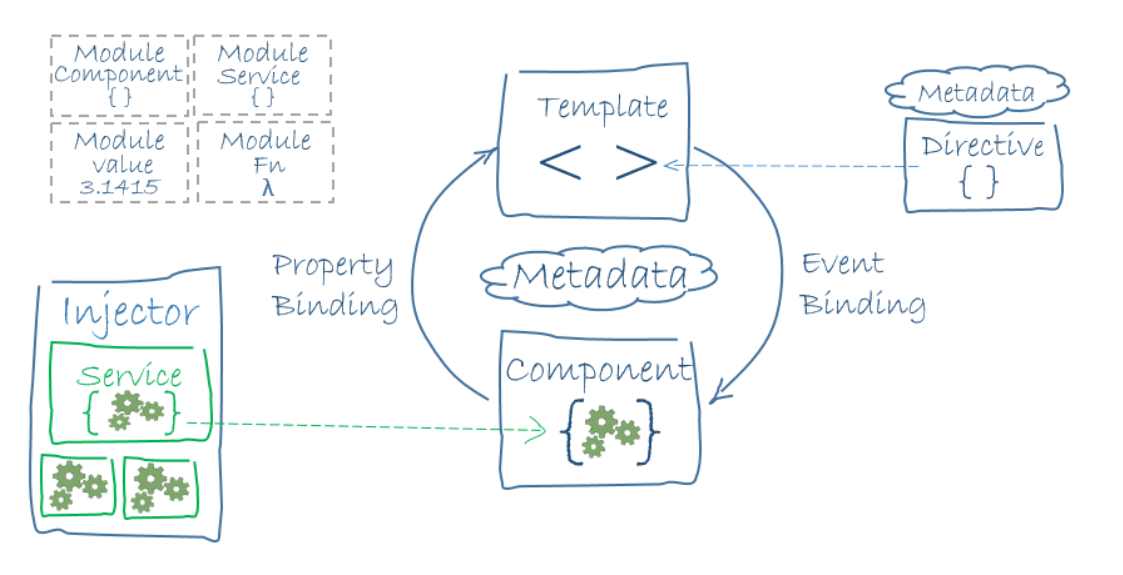 Module
Component
{ }
Module
Service
{ }
Module
value
3.1415
Module
Fn
λ
Template
< >
Metadata
Directive
{ }
Property
Binding
Metadata
Event
Binding
Injector
Service
{ }
Component
{ }